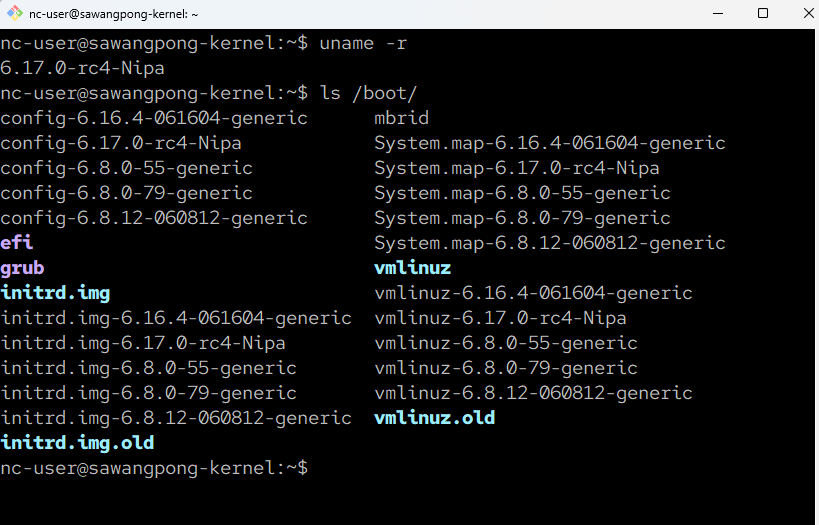 nc-user@sawangpong-kernel: ~
nc-user@sawangpong-kernel:~$ uname -r
6.17.0-rc4-Nipa
nc-user@sawangpong-kernel:~$ ls /boot/
config-6.16.4-061604-generic mbrid
config-6.17.0-rc4-Nipa System.map-6.16.4-061604-generic
config-6.8.0-55-generic System.map-6.17.0-rc4-Nipa
config-6.8.0-79-generic System.map-6.8.0-55-generic
config-6.8.12-060812-generic System.map-6.8.0-79-generic
efi System.map-6.8.12-060812-generic
grub vmlinuz
initrd.img vmlinuz-6.16.4-061604-generic
initrd.img-6.16.4-061604-generic vmlinuz-6.17.0-rc4-Nipa
initrd.img-6.17.0-rc4-Nipa vmlinuz-6.8.0-55-generic
initrd.img-6.8.0-55-generic vmlinuz-6.8.0-79-generic
initrd.img-6.8.0-79-generic vmlinuz-6.8.12-060812-generic
initrd.img-6.8.12-060812-generic vmlinuz.old
initrd.img.old
nc-user@sawangpong-kernel:~$